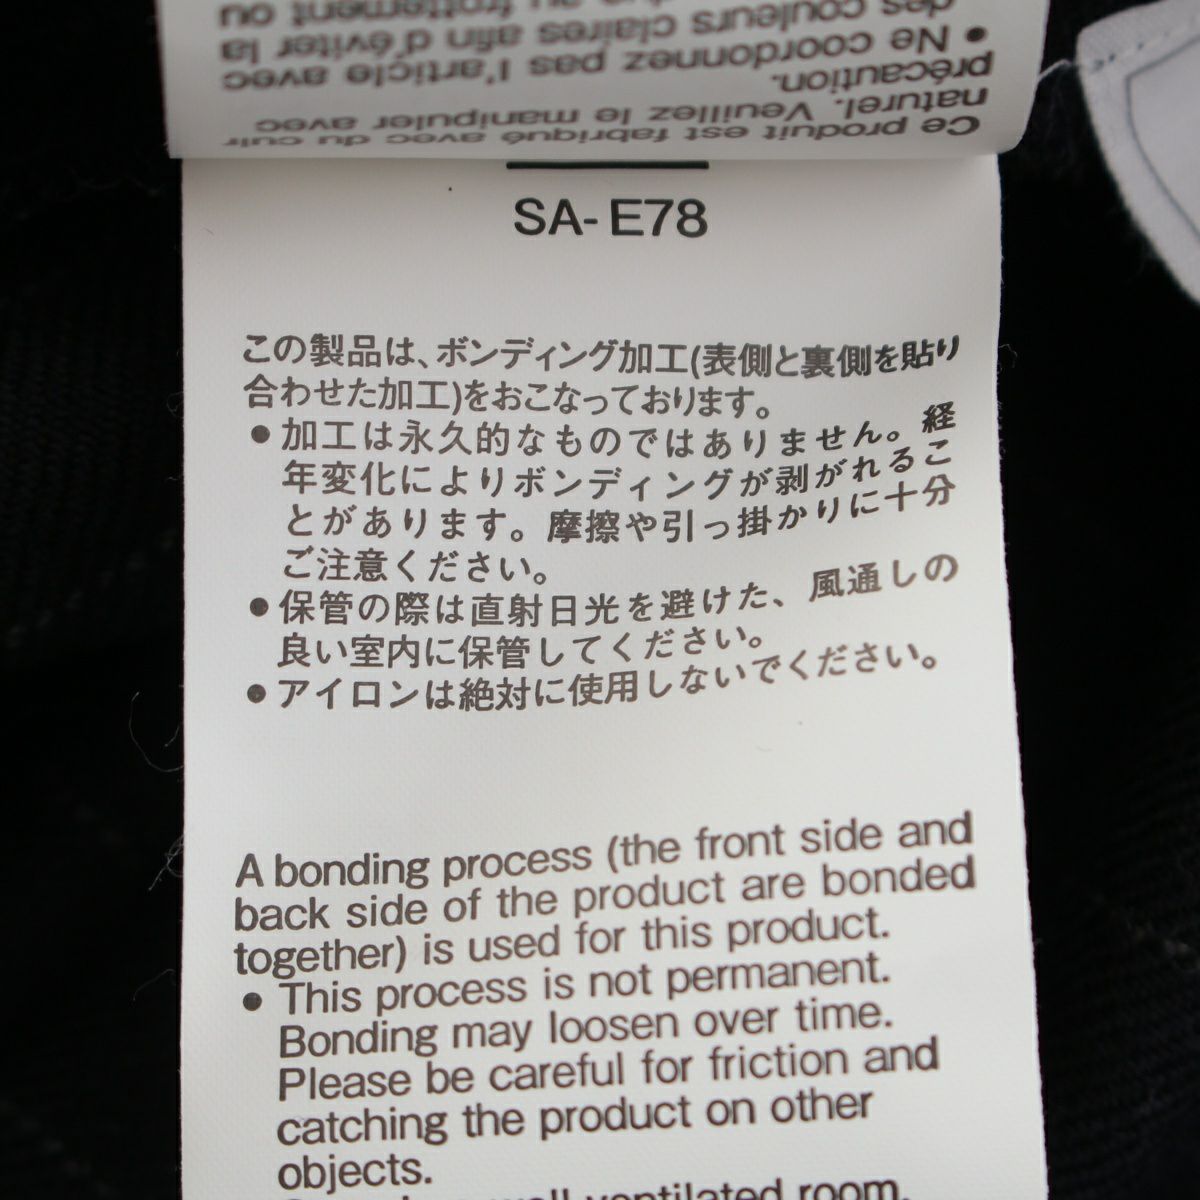 Ce produit est fabriqué avec du cuir
naturel. Veuillez le manipuler avec
précaution.
• Ne coordonnez pas l'article avec
des couleurs claires afin d'éviter la
au frottement ou
SA-E78
この製品は、ボンディング加工(表側と裏側を貼り
合わせた加工)をおこなっております。
• 加工は永久的なものではありません。経
年変化によりボンディングが剥がれるこ
とがあります。摩擦や引っ掛かりに十分
ご注意ください。
• 保管の際は直射日光を避けた、風通しの
良い室内に保管してください。
• アイロンは絶対に使用しないでください。
A bonding process (the front side and
back side of the product are bonded
together) is used for this product.
• This process is not permanent.
Bonding may loosen over time.
Please be careful for friction and
catching the product on other
objects.
well ventilated room.